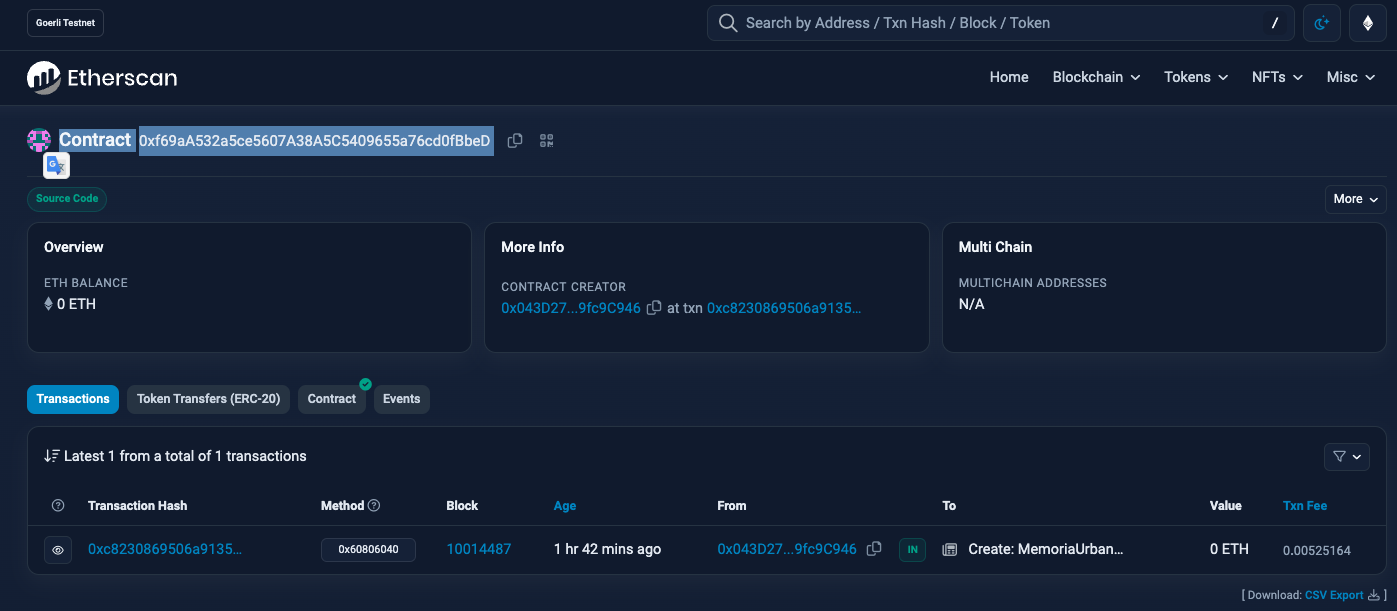 Goerli Testnet
Search by Address / Txn Hash / Block / Token /
Etherscan
Home Blockchain Tokens NFTs Misc
Contract 0xf69aA532a5ce5607A38A5C5409655a76cd0fBbeD
Source Code
More
Overview
ETH BALANCE
0 ETH
More Info
CONTRACT CREATOR
0x043D27...9fc9C946 at txn 0xc8230869506a9135...
Multi Chain
MULTICHAIN ADDRESSES
N/A
Transactions Token Transfers (ERC-20) Contract Events
Latest 1 from a total of 1 transactions
Transaction Hash Method Block Age From To Value Txn Fee
0xc8230869506a9135... 0x60806040 10014487 1 hr 42 mins ago 0x043D27...9fc9C946 IN Create: MemoriaUrban... 0 ETH 0.00525164
[ Download: CSV Export ]